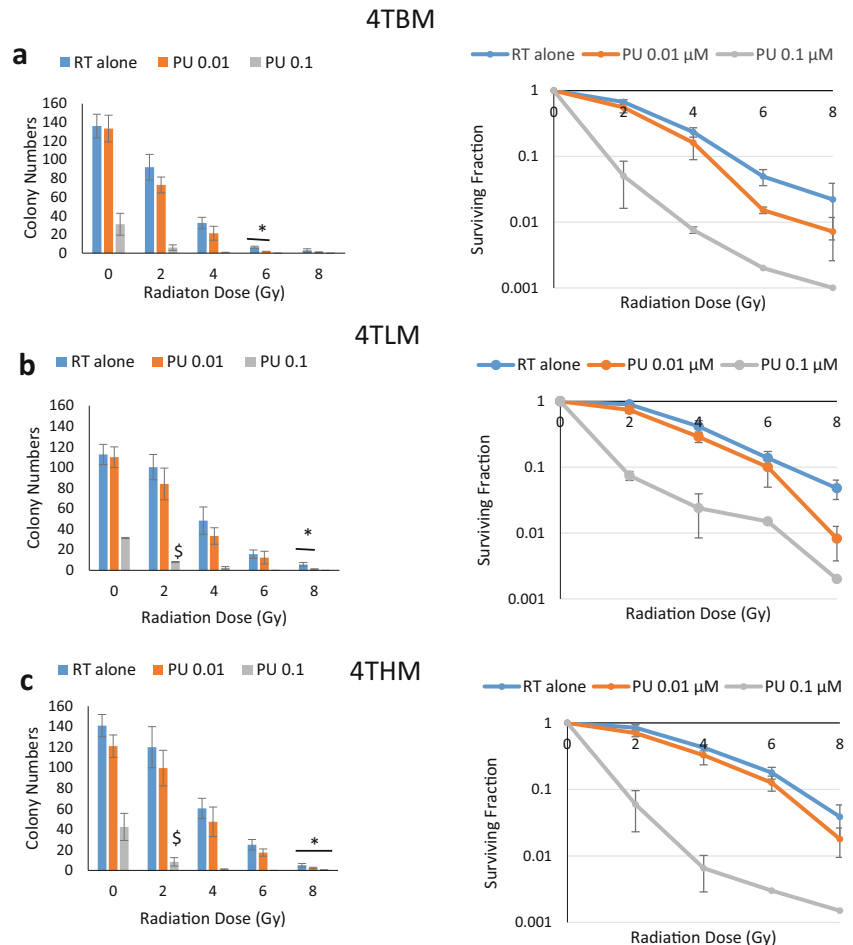 4TBM
a
RT alone PU 0.01 PU 0.1
160
140
120
100
80
60
40
20
0
Colony Numbers
*
0 2 4 6 8
Radiaton Dose (Gy)
RT alone PU 0.01 µM PU 0.1 µM
1
0.1
0.01
0.001
Surviving Fraction
0 2 4 6 8
Radiation Dose (Gy)
4TLM
b
RT alone PU 0.01 PU 0.1
160
140
120
100
80
60
40
20
0
Colony Numbers
$
*
0 2 4 6 8
Radiation Dose (Gy)
RT alone PU 0.01 µM PU 0.1 µM
1
0.1
0.01
0.001
Surviving Fraction
0 2 4 6 8
Radiation Dose (Gy)
4THM
c
RT alone PU 0.01 PU 0.1
160
140
120
100
80
60
40
20
0
Colony Numbers
$
*
0 2 4 6 8
Radiation Dose (Gy)
RT alone PU 0.01 µM PU 0.1 µM
1
0.1
0.01
0.001
Surviving Fraction
0 2 4 6 8
Radiation Dose (Gy)